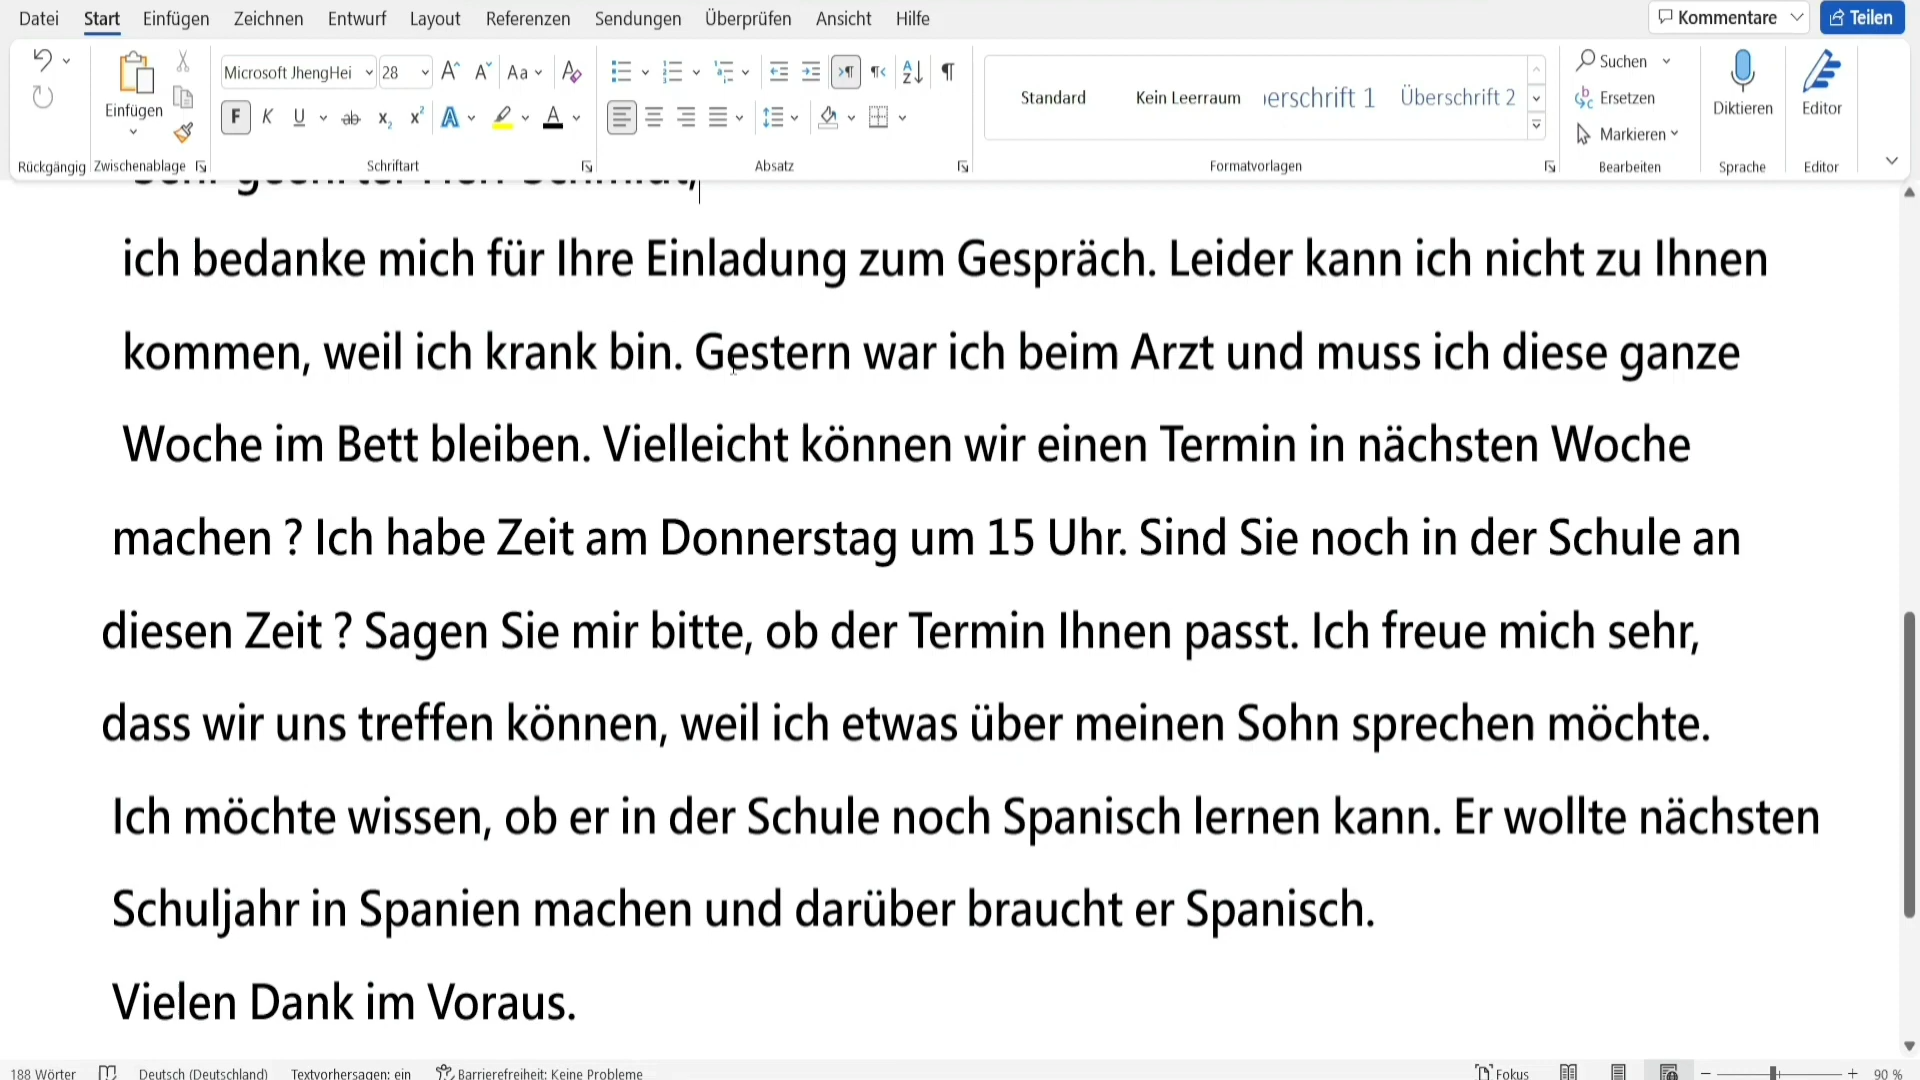 Datei Start Einfügen Zeichnen Entwurf Layout Referenzen Sendungen Überprüfen Ansicht Hilfe Kommentare Teilen
Microsoft JhengHei 28 Aa Standard Kein Leerraum erschrift 1 Überschrift 2 Suchen
Einfügen F K U ab x₂ x² A A Ersetzen Diktieren Editor
Markieren
Rückgängig Zwischenablage Schriftart Absatz Formatvorlagen Bearbeiten Sprache Editor
ich bedanke mich für Ihre Einladung zum Gespräch. Leider kann ich nicht zu Ihnen
kommen, weil ich krank bin. Gestern war ich beim Arzt und muss ich diese ganze
Woche im Bett bleiben. Vielleicht können wir einen Termin in nächsten Woche
machen ? Ich habe Zeit am Donnerstag um 15 Uhr. Sind Sie noch in der Schule an
diesen Zeit ? Sagen Sie mir bitte, ob der Termin Ihnen passt. Ich freue mich sehr,
dass wir uns treffen können, weil ich etwas über meinen Sohn sprechen möchte.
Ich möchte wissen, ob er in der Schule noch Spanisch lernen kann. Er wollte nächsten
Schuljahr in Spanien machen und darüber braucht er Spanisch.
Vielen Dank im Voraus.
188 Wörter Deutsch (Deutschland) Textvorhersagen: ein Barrierefreiheit: Keine Probleme Fokus 90 %